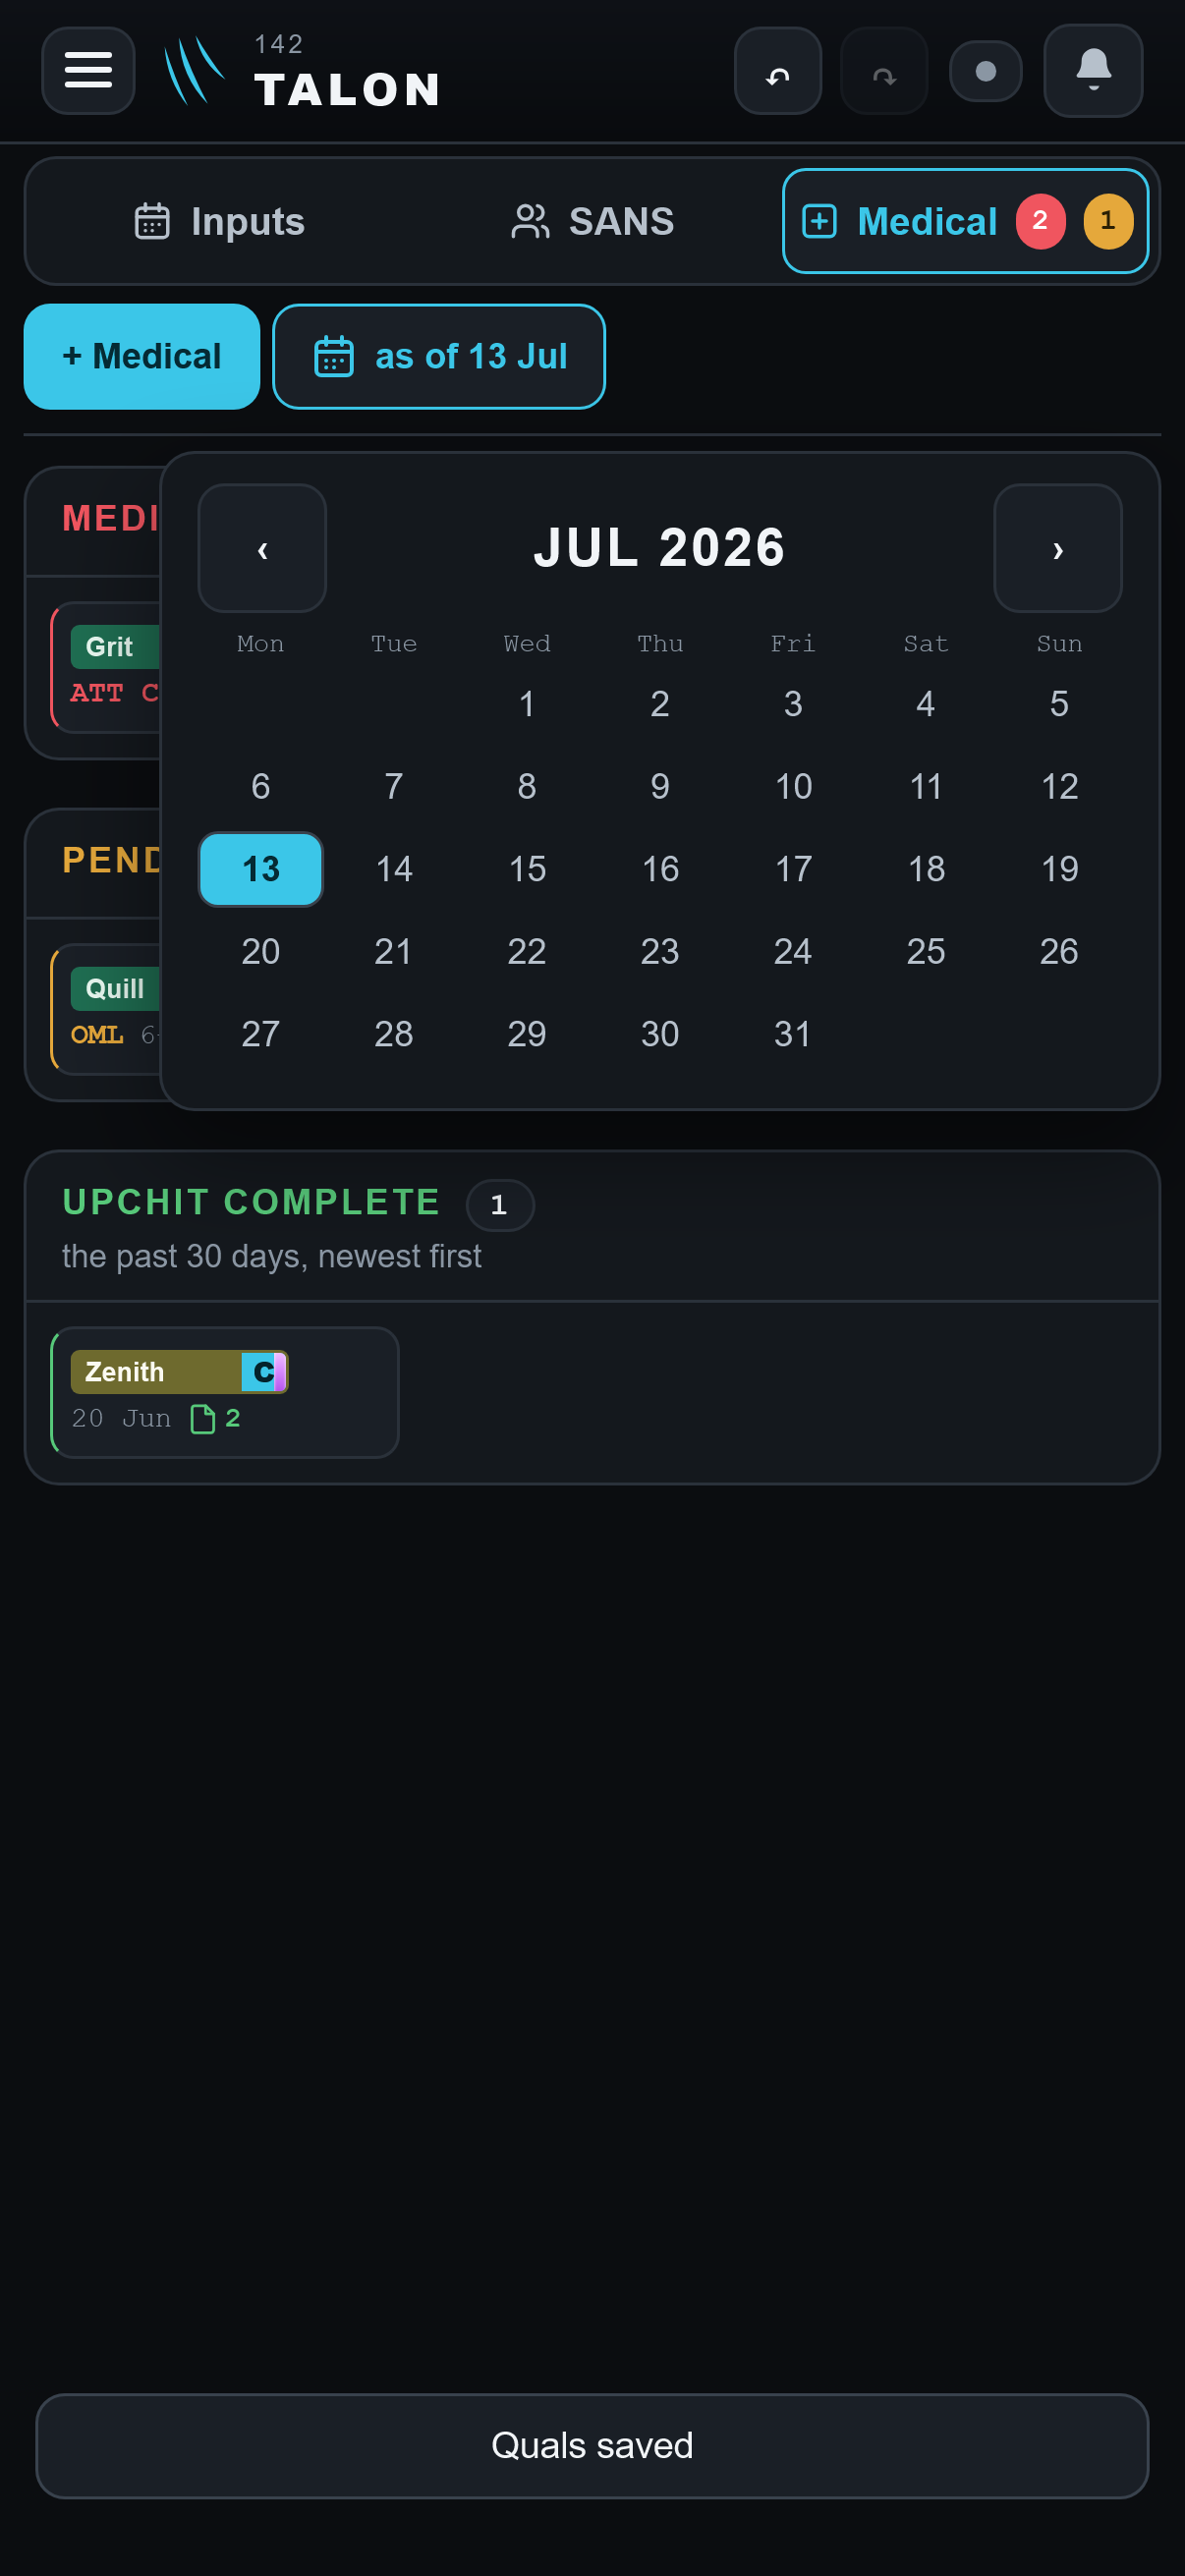 142
TALON
Inputs
SANS
Medical 2 1
+ Medical
as of 13 Jul
MEDI
‹ JUL 2026 ›
Mon Tue Wed Thu Fri Sat Sun
1 2 3 4 5
6 7 8 9 10 11 12
13 14 15 16 17 18 19
20 21 22 23 24 25 26
27 28 29 30 31
Grit
ATT C
PEND
Quill
OML 6
UPCHIT COMPLETE 1
the past 30 days, newest first
Zenith C
20 Jun 2
Quals saved